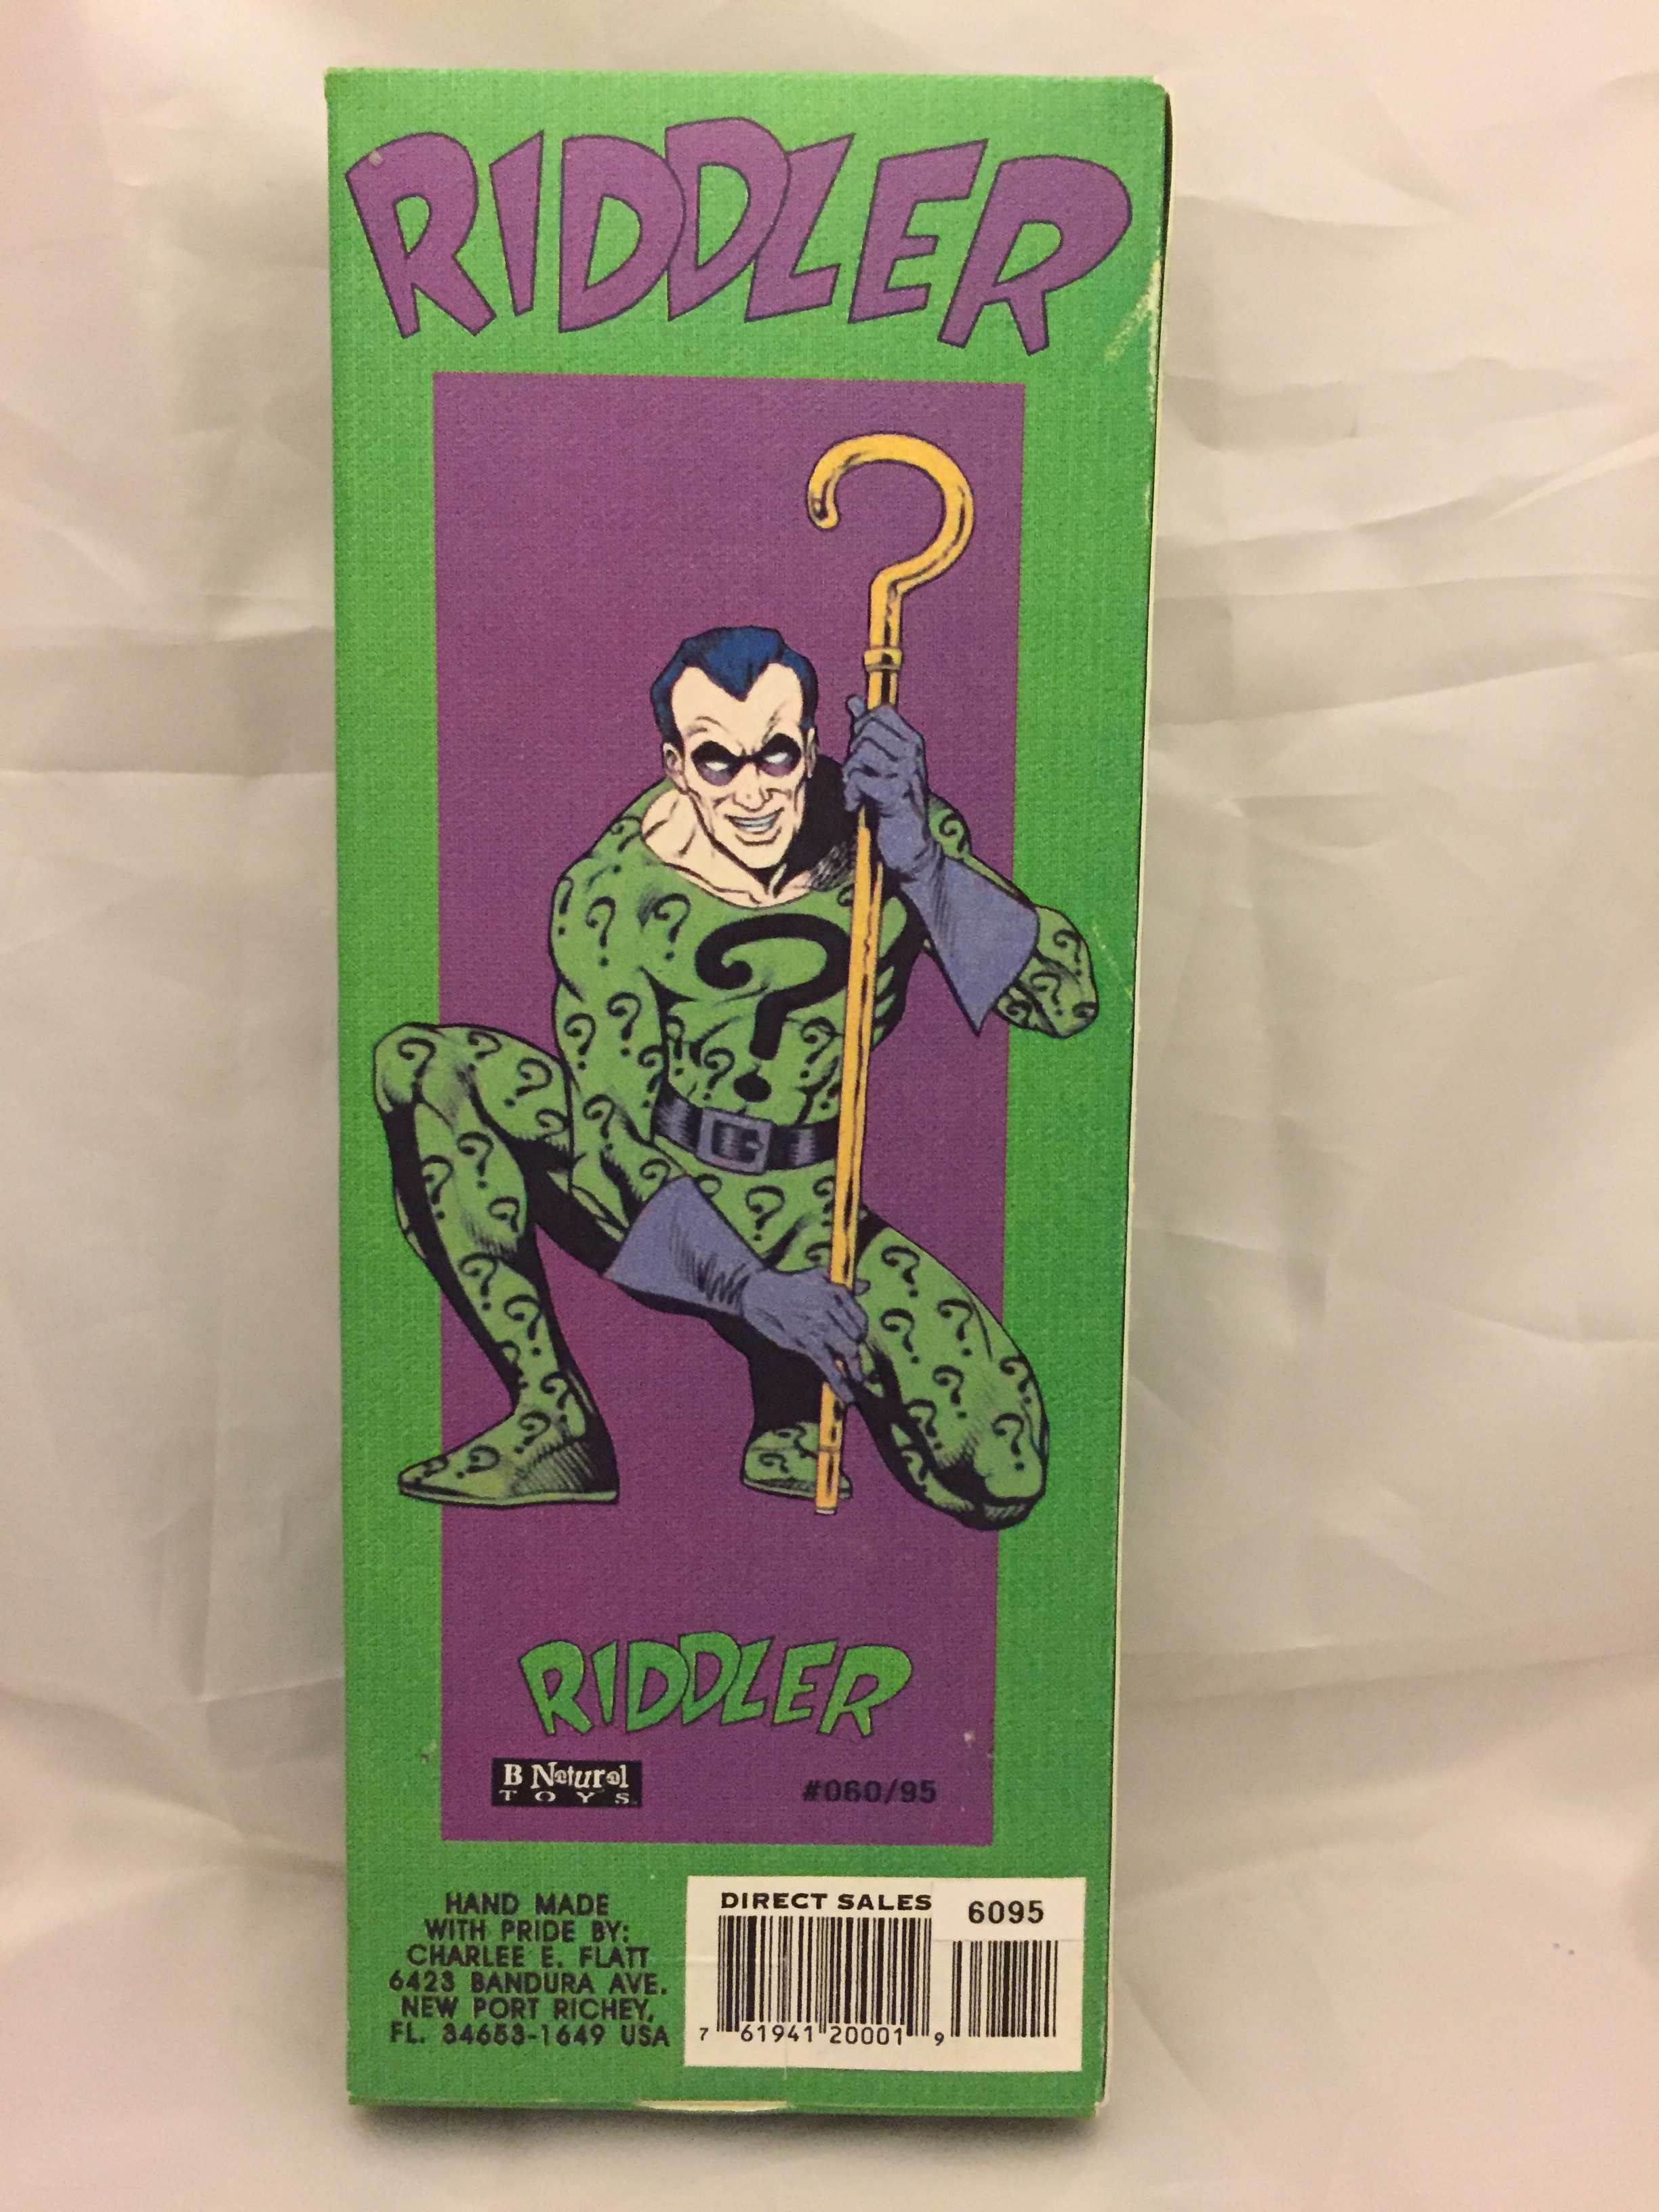 RIDDLER
?
RIDDLER
B Natural
TOYS
#060/95
HAND MADE
WITH PRIDE BY:
CHARLEE E. FLATT
6423 BANDURA AVE.
NEW PORT RICHEY,
FL. 34653-1649 USA
DIRECT SALES
6095
7 61941 20001 9